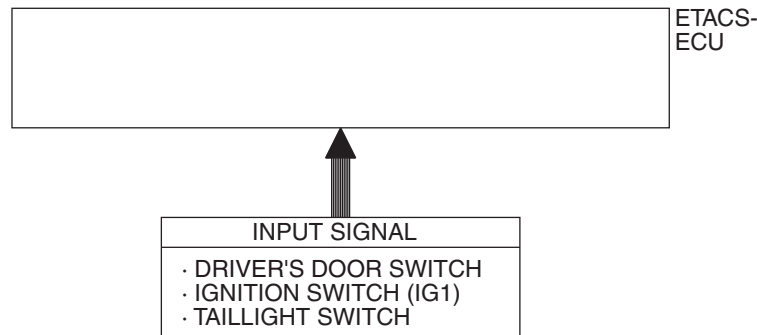 ETACS-
ECU
INPUT SIGNAL
· DRIVER'S DOOR SWITCH
· IGNITION SWITCH (IG1)
· TAILLIGHT SWITCH